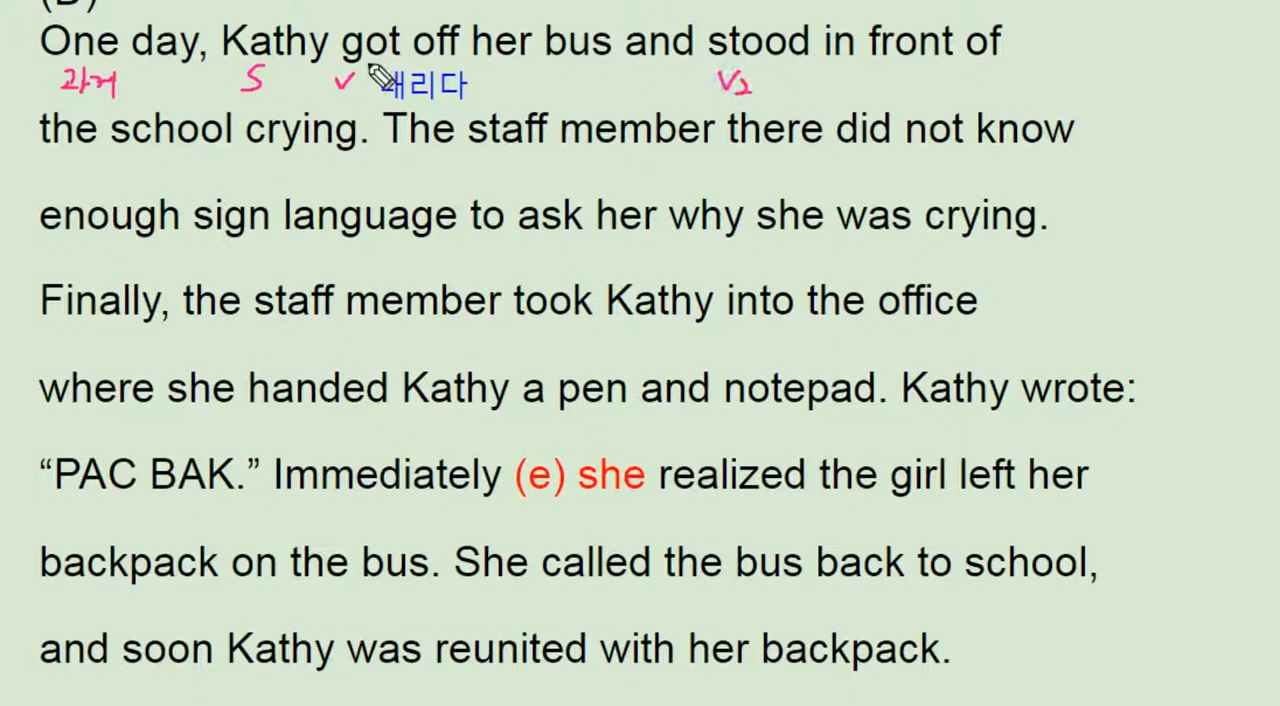 (D)
One day, Kathy got off her bus and stood in front of
과거 S V 내리다 V2
the school crying. The staff member there did not know
enough sign language to ask her why she was crying.
Finally, the staff member took Kathy into the office
where she handed Kathy a pen and notepad. Kathy wrote:
“PAC BAK.” Immediately (e) she realized the girl left her
backpack on the bus. She called the bus back to school,
and soon Kathy was reunited with her backpack.